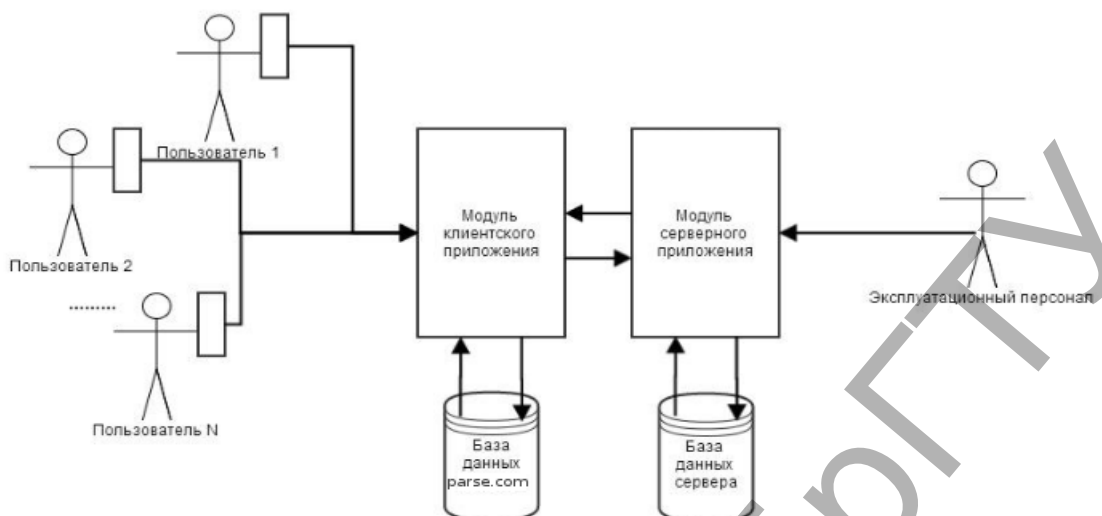 Пользователь 1
Пользователь 2
.........
Пользователь N
Модуль
клиентского
приложения
Модуль
серверного
приложения
Эксплуатационный персонал
База
данных
parse.com
База
данных
сервера
рГТУ